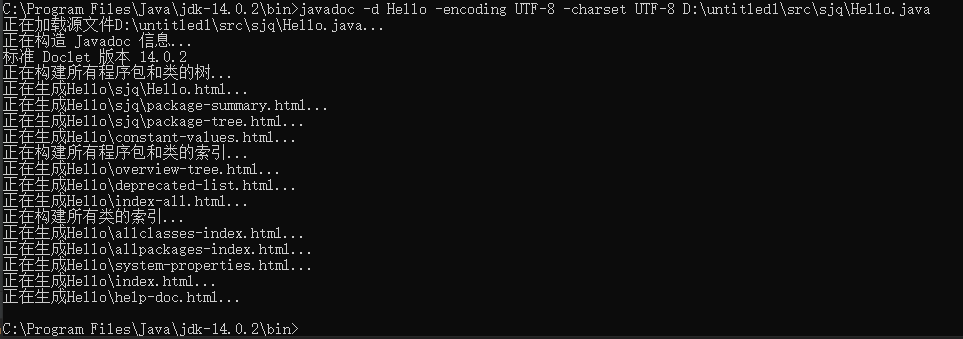 C:\Program Files\Java\jdk-14.0.2\bin>javadoc -d Hello -encoding UTF-8 -charset UTF-8 D:\untitled1\src\sjq\Hello.java
正在加载源文件D:\untitled1\src\sjq\Hello.java...
正在构造 Javadoc 信息...
标准 Doclet 版本 14.0.2
正在构建所有程序包和类的树...
正在生成Hello\sjq\Hello.html...
正在生成Hello\sjq\package-summary.html...
正在生成Hello\sjq\package-tree.html...
正在生成Hello\constant-values.html...
正在构建所有程序包和类的索引...
正在生成Hello\overview-tree.html...
正在生成Hello\deprecated-list.html...
正在生成Hello\index-all.html...
正在构建所有类的索引...
正在生成Hello\allclasses-index.html...
正在生成Hello\allpackages-index.html...
正在生成Hello\system-properties.html...
正在生成Hello\index.html...
正在生成Hello\help-doc.html...
C:\Program Files\Java\jdk-14.0.2\bin>